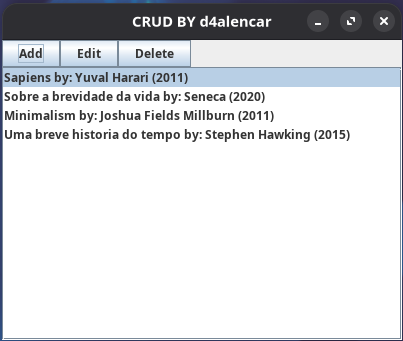 CRUD BY d4alencar
Add Edit Delete
Sapiens by: Yuval Harari (2011)
Sobre a brevidade da vida by: Seneca (2020)
Minimalism by: Joshua Fields Millburn (2011)
Uma breve historia do tempo by: Stephen Hawking (2015)